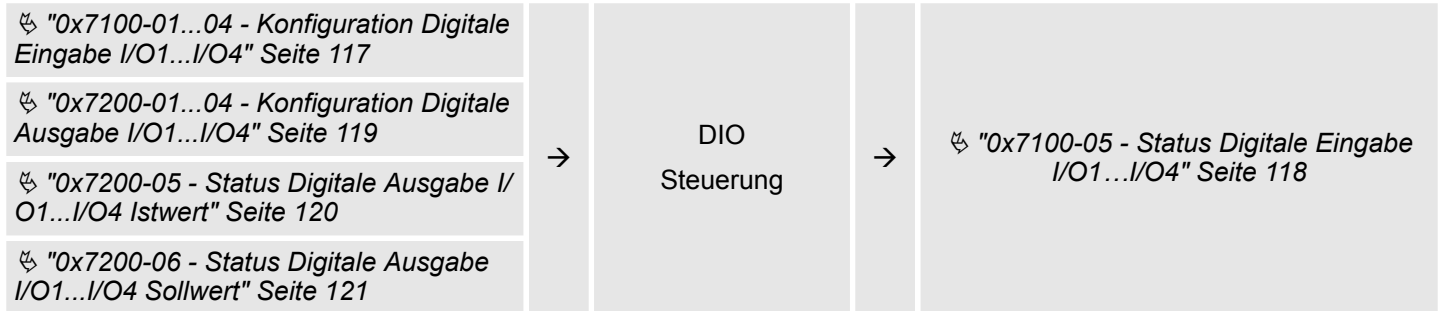 "0x7100-01...04 - Konfiguration Digitale
Eingabe I/O1...I/O4" Seite 117
"0x7200-01...04 - Konfiguration Digitale
Ausgabe I/O1...I/O4" Seite 119
"0x7200-05 - Status Digitale Ausgabe I/
O1...I/O4 Istwert" Seite 120
"0x7200-06 - Status Digitale Ausgabe
I/O1...I/O4 Sollwert" Seite 121
→
DIO
Steuerung
→
"0x7100-05 - Status Digitale Eingabe
I/O1…I/O4" Seite 118